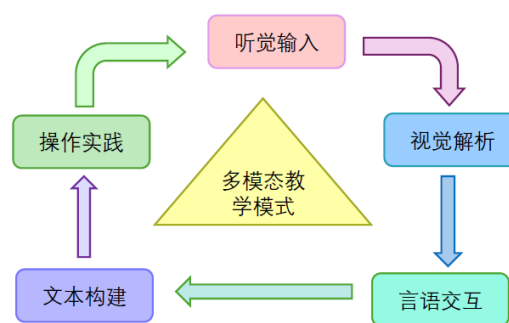 听觉输入
操作实践
视觉解析
多模态教
学模式
文本构建
言语交互